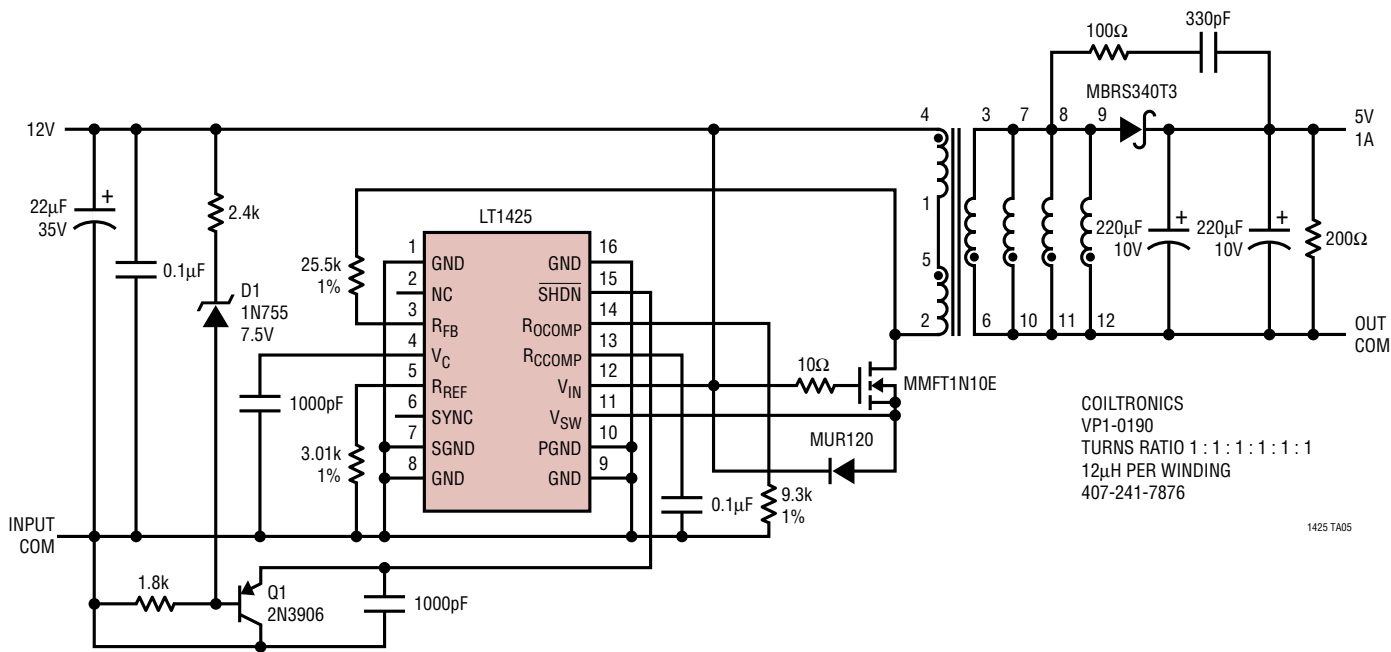 12V
22µF
35V
+
0.1µF
2.4k
D1
1N755
7.5V
INPUT
COM
1.8k
Q1
2N3906
1000pF
1000pF
25.5k
1%
3.01k
1%
LT1425
1
GND
2
NC
3
RFB
4
VC
5
RREF
6
SYNC
7
SGND
8
GND
16
GND
15
SHDN
14
ROCOMP
13
RCCOMP
12
VIN
11
VSW
10
PGND
9
GND
0.1µF
9.3k
1%
10Ω
MUR120
MMFT1N10E
4
1
5
2
3
7
8
9
6
10
11
12
100Ω
330pF
MBRS340T3
220µF
10V
+
220µF
10V
+
200Ω
5V
1A
OUT
COM
COILTRONICS
VP1-0190
TURNS RATIO 1 : 1 : 1 : 1 : 1 : 1
12µH PER WINDING
407-241-7876
1425 TA05